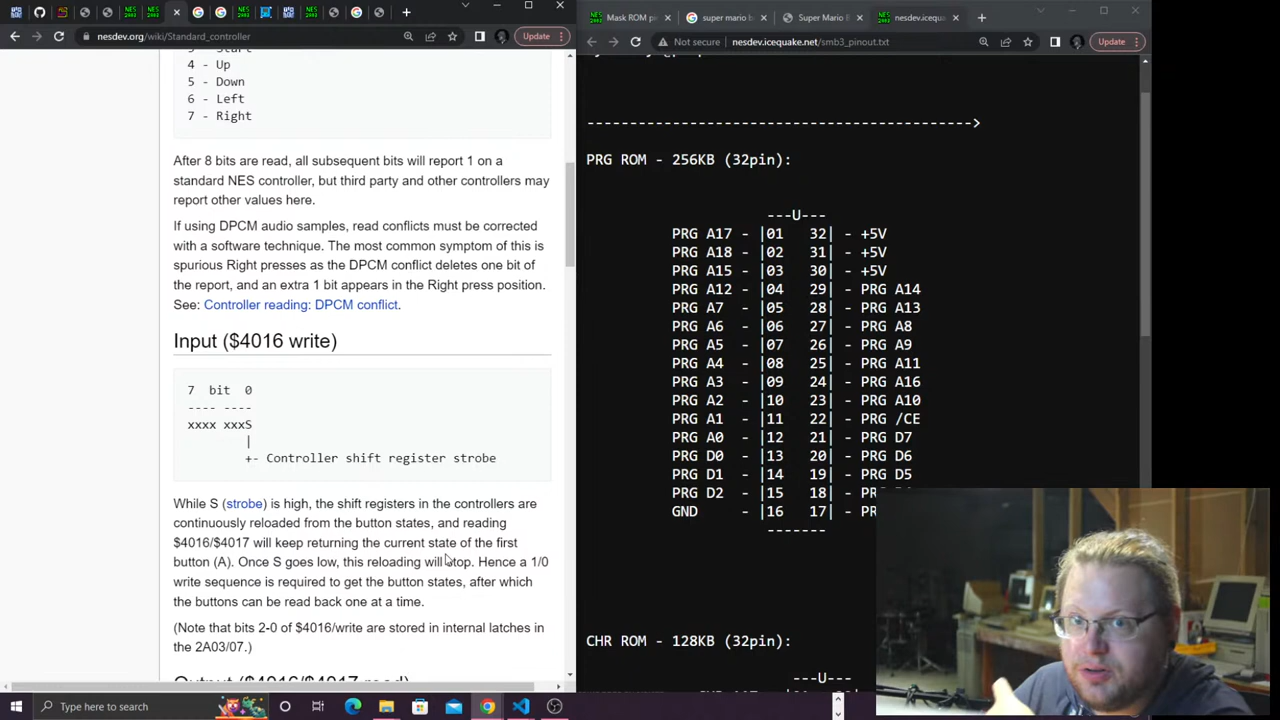 Update
nesdev.org/wiki/Standard_controller
4 - Up
5 - Down
6 - Left
7 - Right
After 8 bits are read, all subsequent bits will report 1 on a
standard NES controller, but third party and other controllers may
report other values here.
If using DPCM audio samples, read conflicts must be corrected
with a software technique. The most common symptom of this is
spurious Right presses as the DPCM conflict deletes one bit of
the report, and an extra 1 bit appears in the Right press position.
See: Controller reading: DPCM conflict.
Input ($4016 write)
7 bit 0
---- ----
xxxx xxxS
|
+- Controller shift register strobe
While S (strobe) is high, the shift registers in the controllers are
continuously reloaded from the button states, and reading
$4016/$4017 will keep returning the current state of the first
button (A). Once S goes low, this reloading will stop. Hence a 1/0
write sequence is required to get the button states, after which
the buttons can be read back one at a time.
(Note that bits 2-0 of $4016/write are stored in internal latches in
the 2A03/07.)
Output ($4016/$4017 read)
Type here to search
Mask ROM p
super mario b
Super Mario B
nesdev.icequ
Not secure
nesdev.icequake.net/smb3_pinout.txt
Update
---------------------------------------------->
PRG ROM - 256KB (32pin):
---U---
PRG A17 - |01 32| - +5V
PRG A18 - |02 31| - +5V
PRG A15 - |03 30| - +5V
PRG A12 - |04 29| - PRG A14
PRG A7 - |05 28| - PRG A13
PRG A6 - |06 27| - PRG A8
PRG A5 - |07 26| - PRG A9
PRG A4 - |08 25| - PRG A11
PRG A3 - |09 24| - PRG A16
PRG A2 - |10 23| - PRG A10
PRG A1 - |11 22| - PRG /CE
PRG A0 - |12 21| - PRG D7
PRG D0 - |13 20| - PRG D6
PRG D1 - |14 19| - PRG D5
PRG D2 - |15 18| - PR
GND - |16 17| - PR
-------
CHR ROM - 128KB (32pin):
---U---